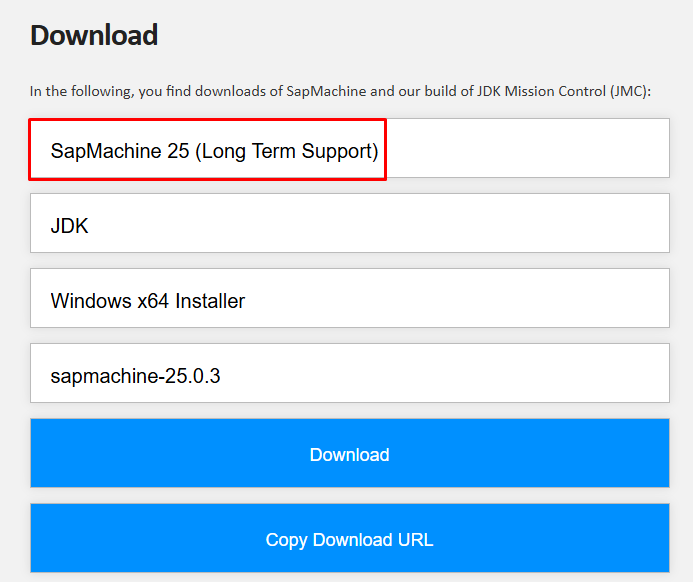 Download
In the following, you find downloads of SapMachine and our build of JDK Mission Control (JMC):
SapMachine 25 (Long Term Support)
JDK
Windows x64 Installer
sapmachine-25.0.3
Download
Copy Download URL